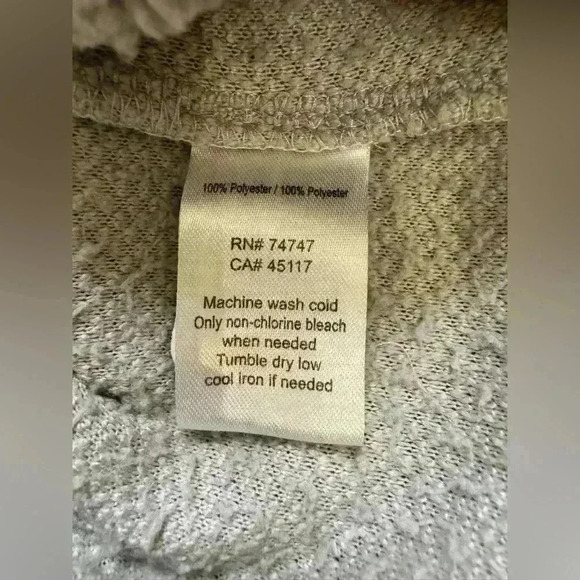 100% Polyester / 100% Polyester
RN# 74747
CA# 45117
Machine wash cold
Only non-chlorine bleach
when needed
Tumble dry low
cool iron if needed